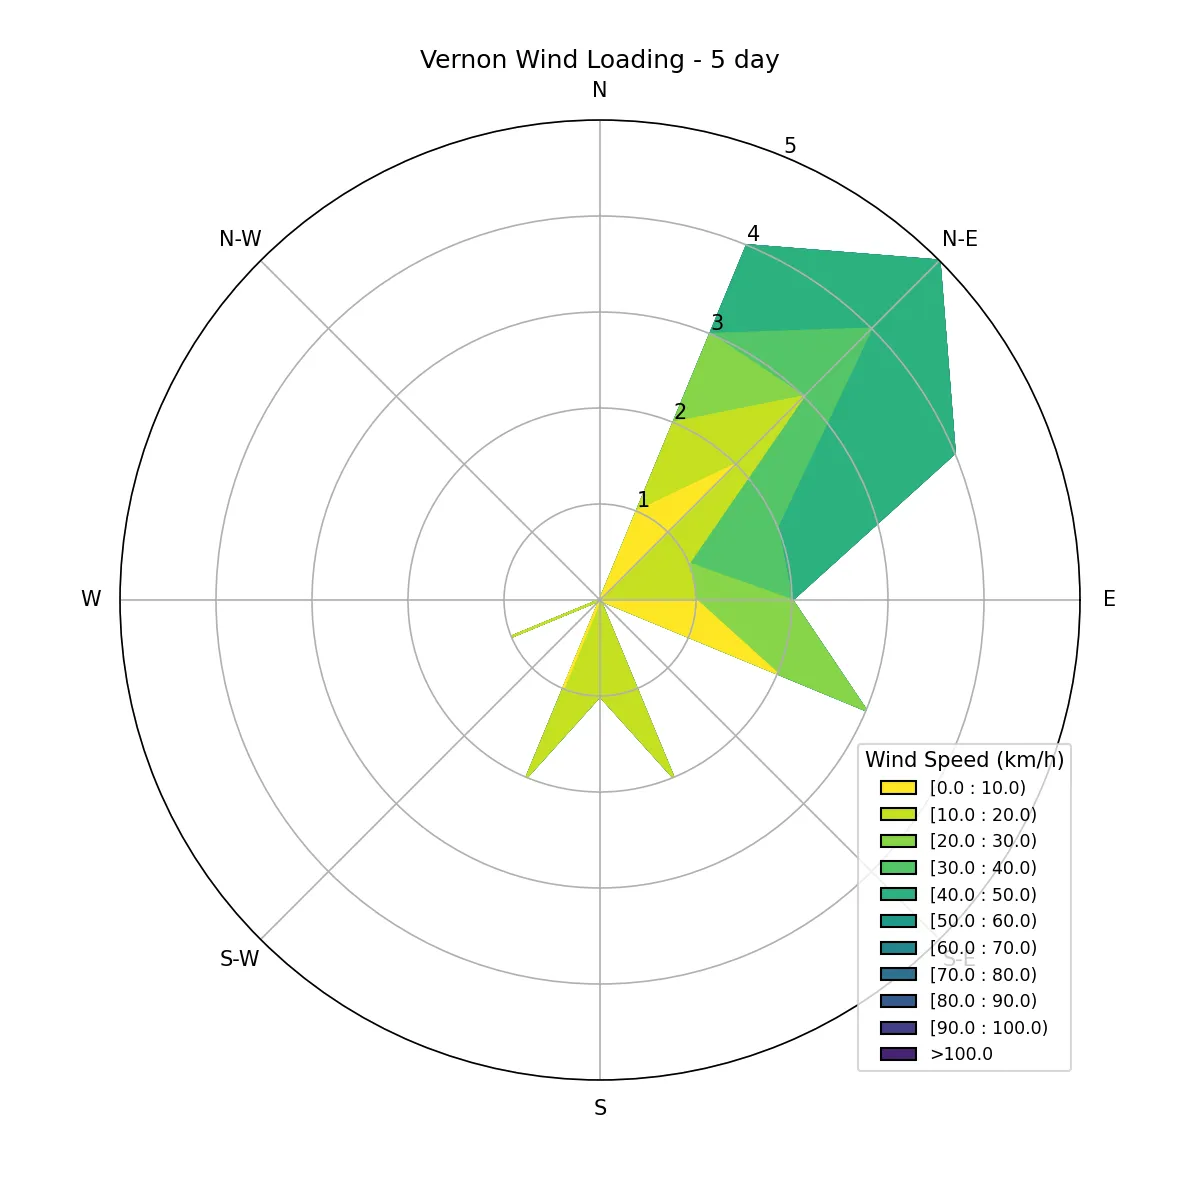 Vernon Wind Loading - 5 day
N
5
4
N-W
N-E
3
2
1
W
E
Wind Speed (km/h)
[0.0 : 10.0)
[10.0 : 20.0)
[20.0 : 30.0)
[30.0 : 40.0)
[40.0 : 50.0)
[50.0 : 60.0)
[60.0 : 70.0)
[70.0 : 80.0)
[80.0 : 90.0)
[90.0 : 100.0)
>100.0
S-W
S-E
S